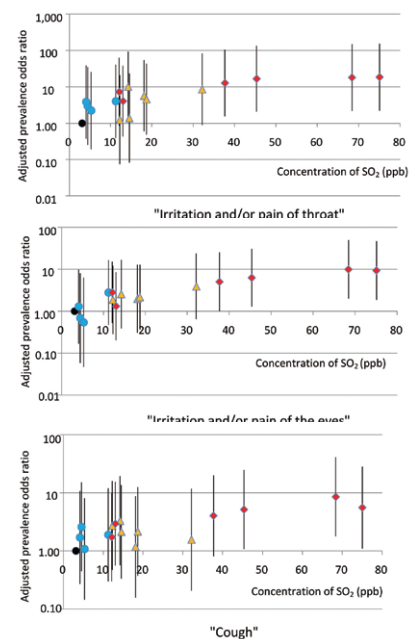 Adjusted prevalence odds ratio
1,000
100
10
1.00
0.10
0.01
0 10 20 30 40 50 60 70 80
Concentration of SO2 (ppb)
"Irritation and/or pain of throat"
Adjusted prevalence odds ratio
100
10
1.00
0.10
0.01
0 10 20 30 40 50 60 70 80
Concentration of SO2 (ppb)
"Irritation and/or pain of the eyes"
Adjusted prevalence odds ratio
100
10
1.00
0.10
0 10 20 30 40 50 60 70 80
Concentration of SO2 (ppb)
"Cough"